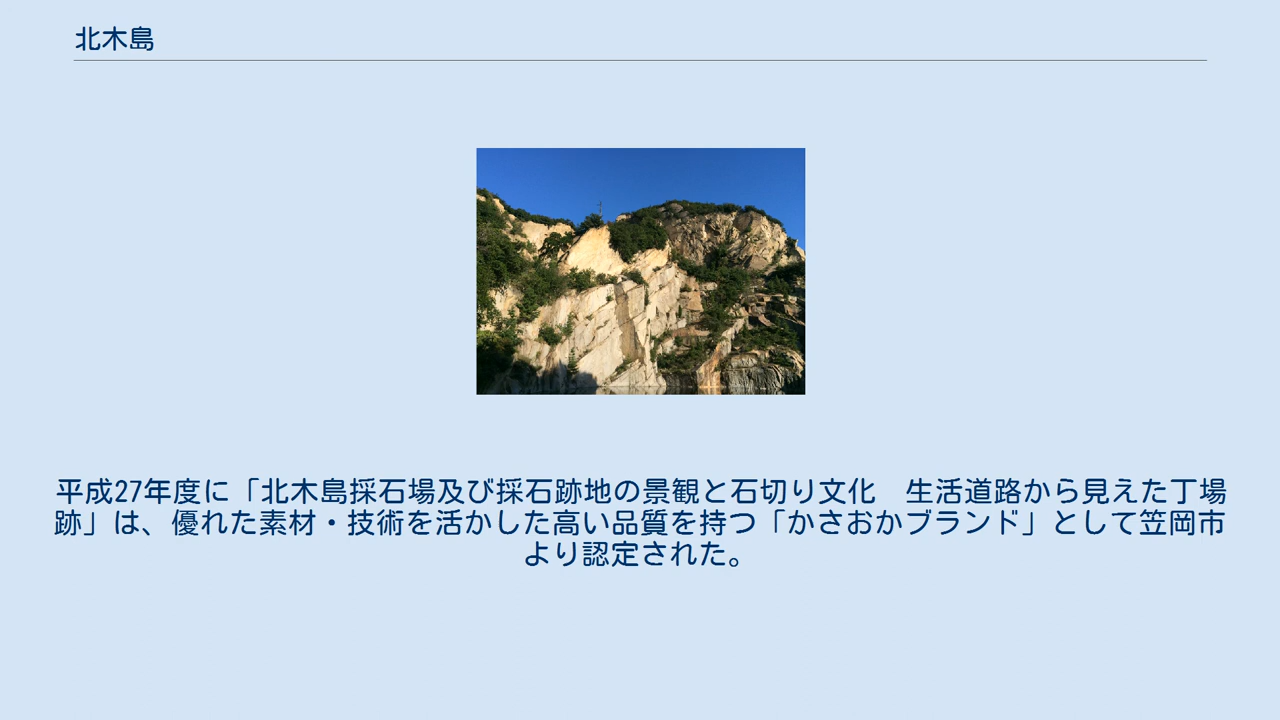 北木島
平成27年度に「北木島採石場及び採石跡地の景観と石切り文化　生活道路から見えた丁場
跡」は、優れた素材・技術を活かした高い品質を持つ「かさおかブランド」として笠岡市
より認定された。